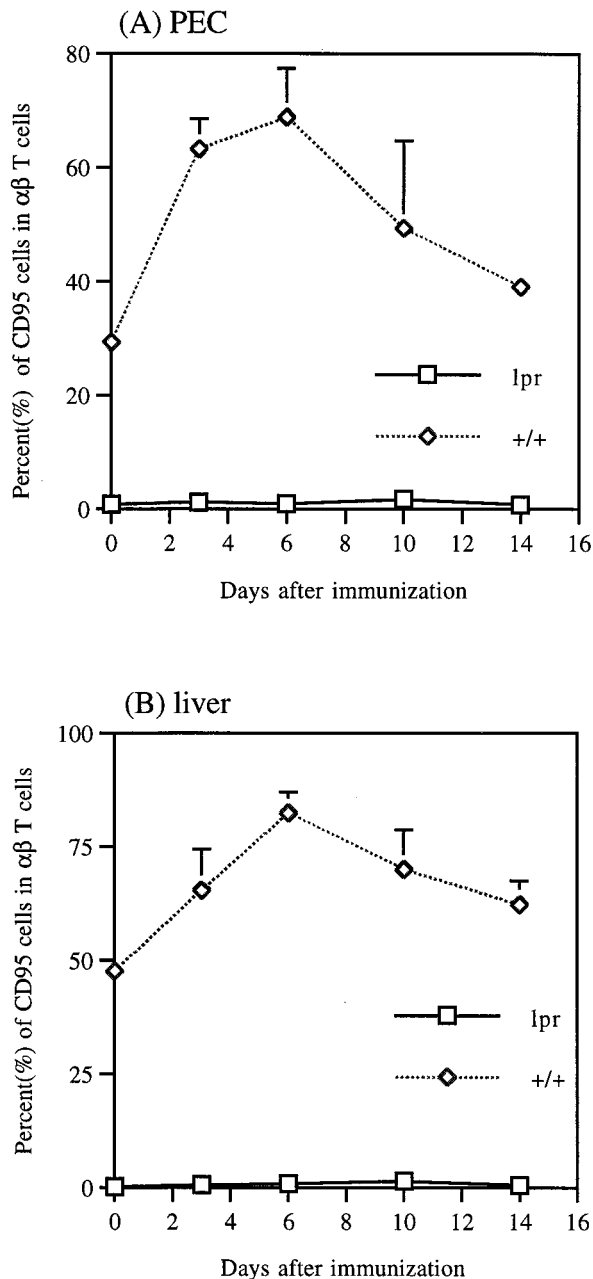 (A) PEC
Percent(%) of CD95 cells in αβ T cells
80
60
40
20
0
lpr
+/+
0 2 4 6 8 10 12 14 16
Days after immunization
(B) liver
Percent(%) of CD95 cells in αβ T cells
100
75
50
25
0
lpr
+/+
0 2 4 6 8 10 12 14 16
Days after immunization